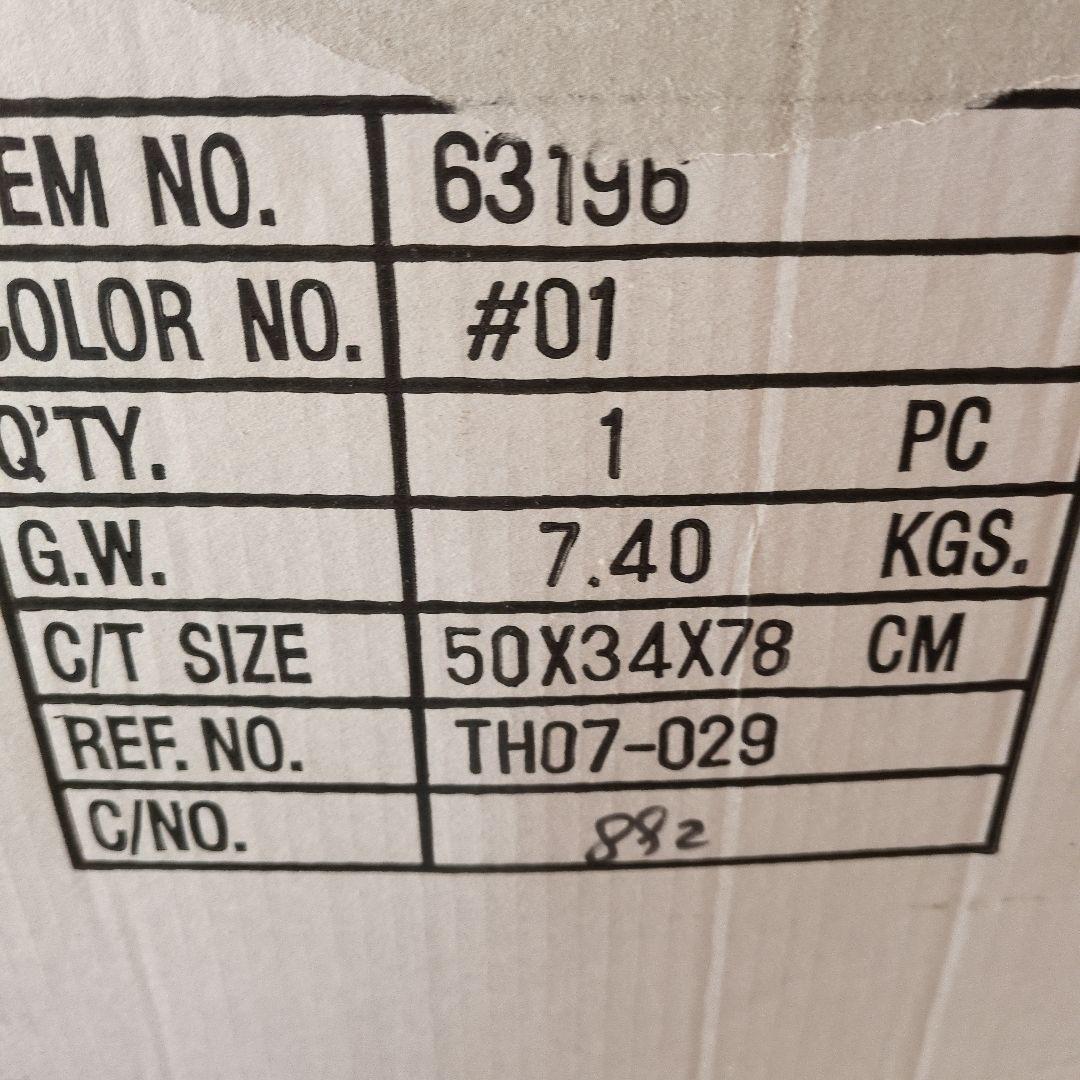 EM NO. 63196
COLOR NO. #01
Q'TY. 1 PC
G.W. 7.40 KGS.
C/T SIZE 50X34X78 CM
REF. NO. TH07-029
C/NO. 882